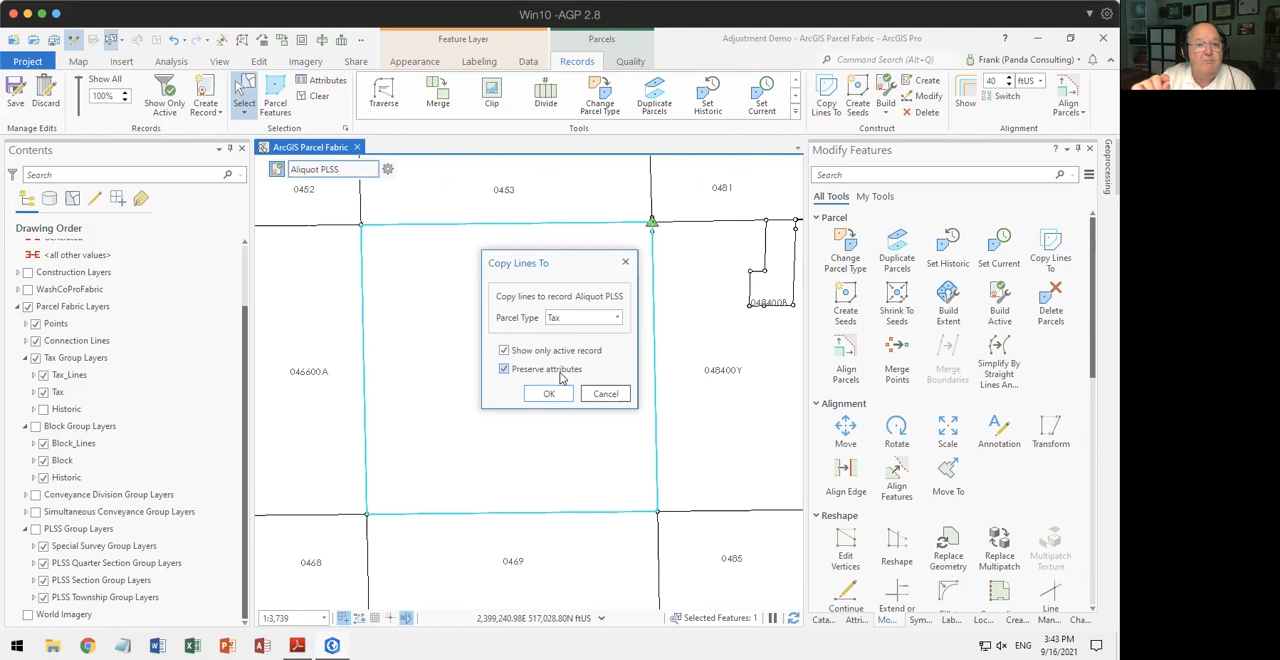 Win10 -AGP 2.8
Feature Layer
Parcels
Adjustment Demo - ArcGIS Parcel Fabric - ArcGIS Pro
Project
Map
Insert
Analysis
View
Edit
Imagery
Share
Appearance
Labeling
Data
Records
Quality
Command Search (Alt+Q)
Frank (Panda Consulting)
Save
Discard
Show All
100%
Show Only Active
Create Record
Select
Parcel Features
Attributes
Clear
Traverse
Merge
Clip
Divide
Change Parcel Type
Duplicate Parcels
Set Historic
Set Current
Copy Lines To
Create Seeds
Build
Create
Modify
Delete
Show
40
ftUS
Switch
Align Parcels
Manage Edits
Records
Selection
Tools
Construct
Alignment
Contents
Search
Drawing Order
<all other values>
Construction Layers
WashCoProFabric
Parcel Fabric Layers
Points
Connection Lines
Tax Group Layers
Tax_Lines
Tax
Historic
Block Group Layers
Block_Lines
Block
Historic
Conveyance Division Group Layers
Simultaneous Conveyance Group Layers
PLSS Group Layers
Special Survey Group Layers
PLSS Quarter Section Group Layers
PLSS Section Group Layers
PLSS Township Group Layers
World Imagery
ArcGIS Parcel Fabric
Aliquot PLSS
0452
0453
0481
048400B
046600A
048400Y
0468
0469
0485
Copy Lines To
Copy lines to record Aliquot PLSS
Parcel Type
Tax
Show only active record
Preserve attributes
OK
Cancel
1:3,739
2,399,240.98E 517,028.80N ftUS
Selected Features: 1
Modify Features
Search
All Tools
My Tools
Parcel
Change Parcel Type
Duplicate Parcels
Set Historic
Set Current
Copy Lines To
Create Seeds
Shrink To Seeds
Build Extent
Build Active
Delete Parcels
Align Parcels
Merge Points
Merge Boundaries
Simplify By Straight Lines An...
Alignment
Move
Rotate
Scale
Annotation
Transform
Align Edge
Align Features
Move To
Reshape
Edit Vertices
Reshape
Replace Geometry
Replace Multipatch
Multipatch Texture
Continue
Extend or
Line
Cata...
Attri...
Mo...
Sym...
Lab...
Loc...
Crea...
Man...
Cha...
Geoprocessing
ENG
3:43 PM
9/16/2021